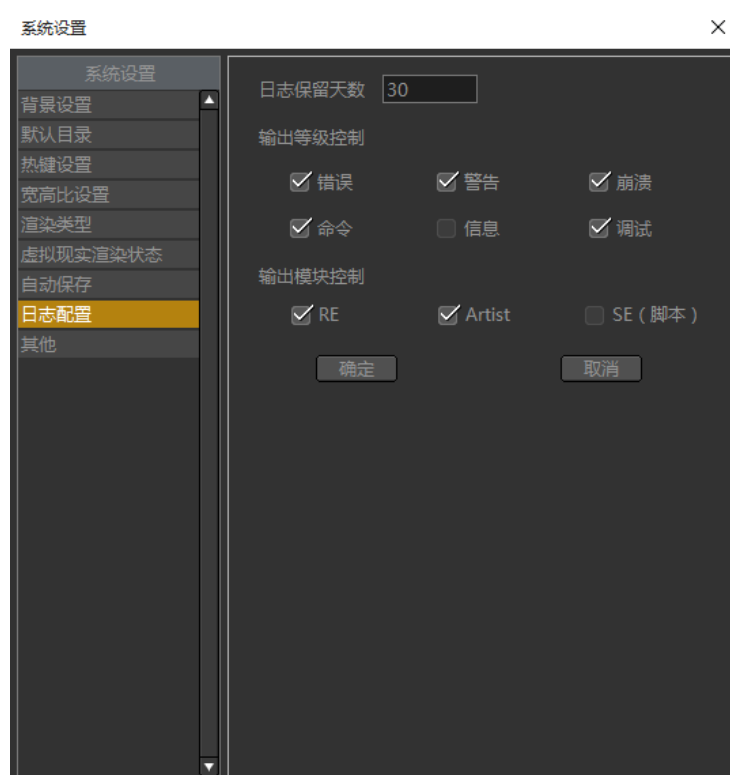 系统设置
系统设置
背景设置
默认目录
热键设置
宽高比设置
渲染类型
虚拟现实渲染状态
自动保存
日志配置
其他
日志保留天数 30
输出等级控制
错误 警告 崩溃
命令 信息 调试
输出模块控制
RE Artist SE（脚本）
确定 取消